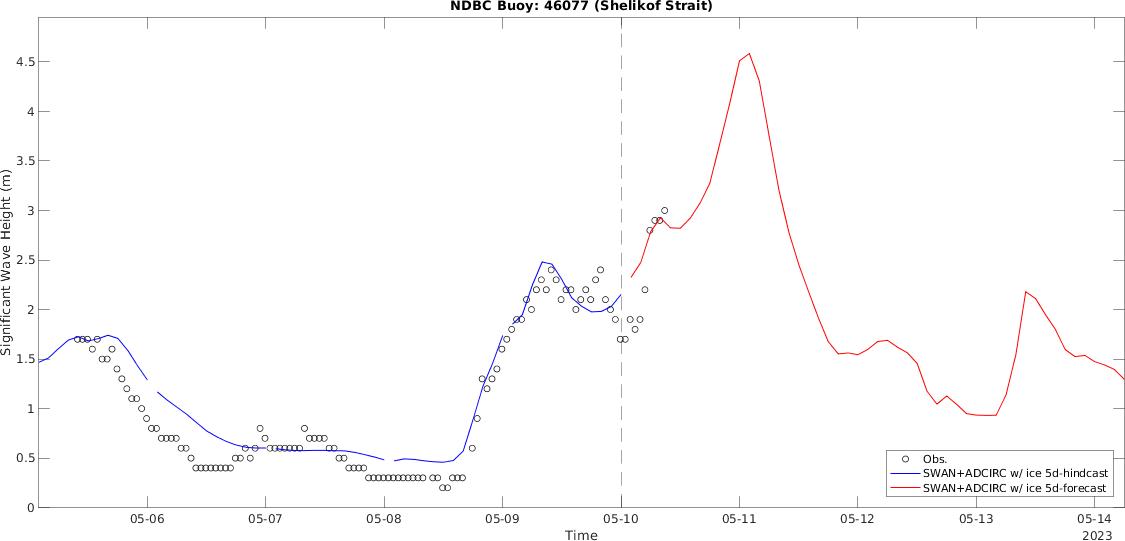 NDBC Buoy: 46077 (Shelikof Strait)
Significant Wave Height (m)
4.5
4
3.5
3
2.5
2
1.5
1
0.5
0
Obs.
SWAN+ADCIRC w/ ice 5d-hindcast
SWAN+ADCIRC w/ ice 5d-forecast
05-06 05-07 05-08 05-09 05-10 05-11 05-12 05-13 05-14
Time
2023